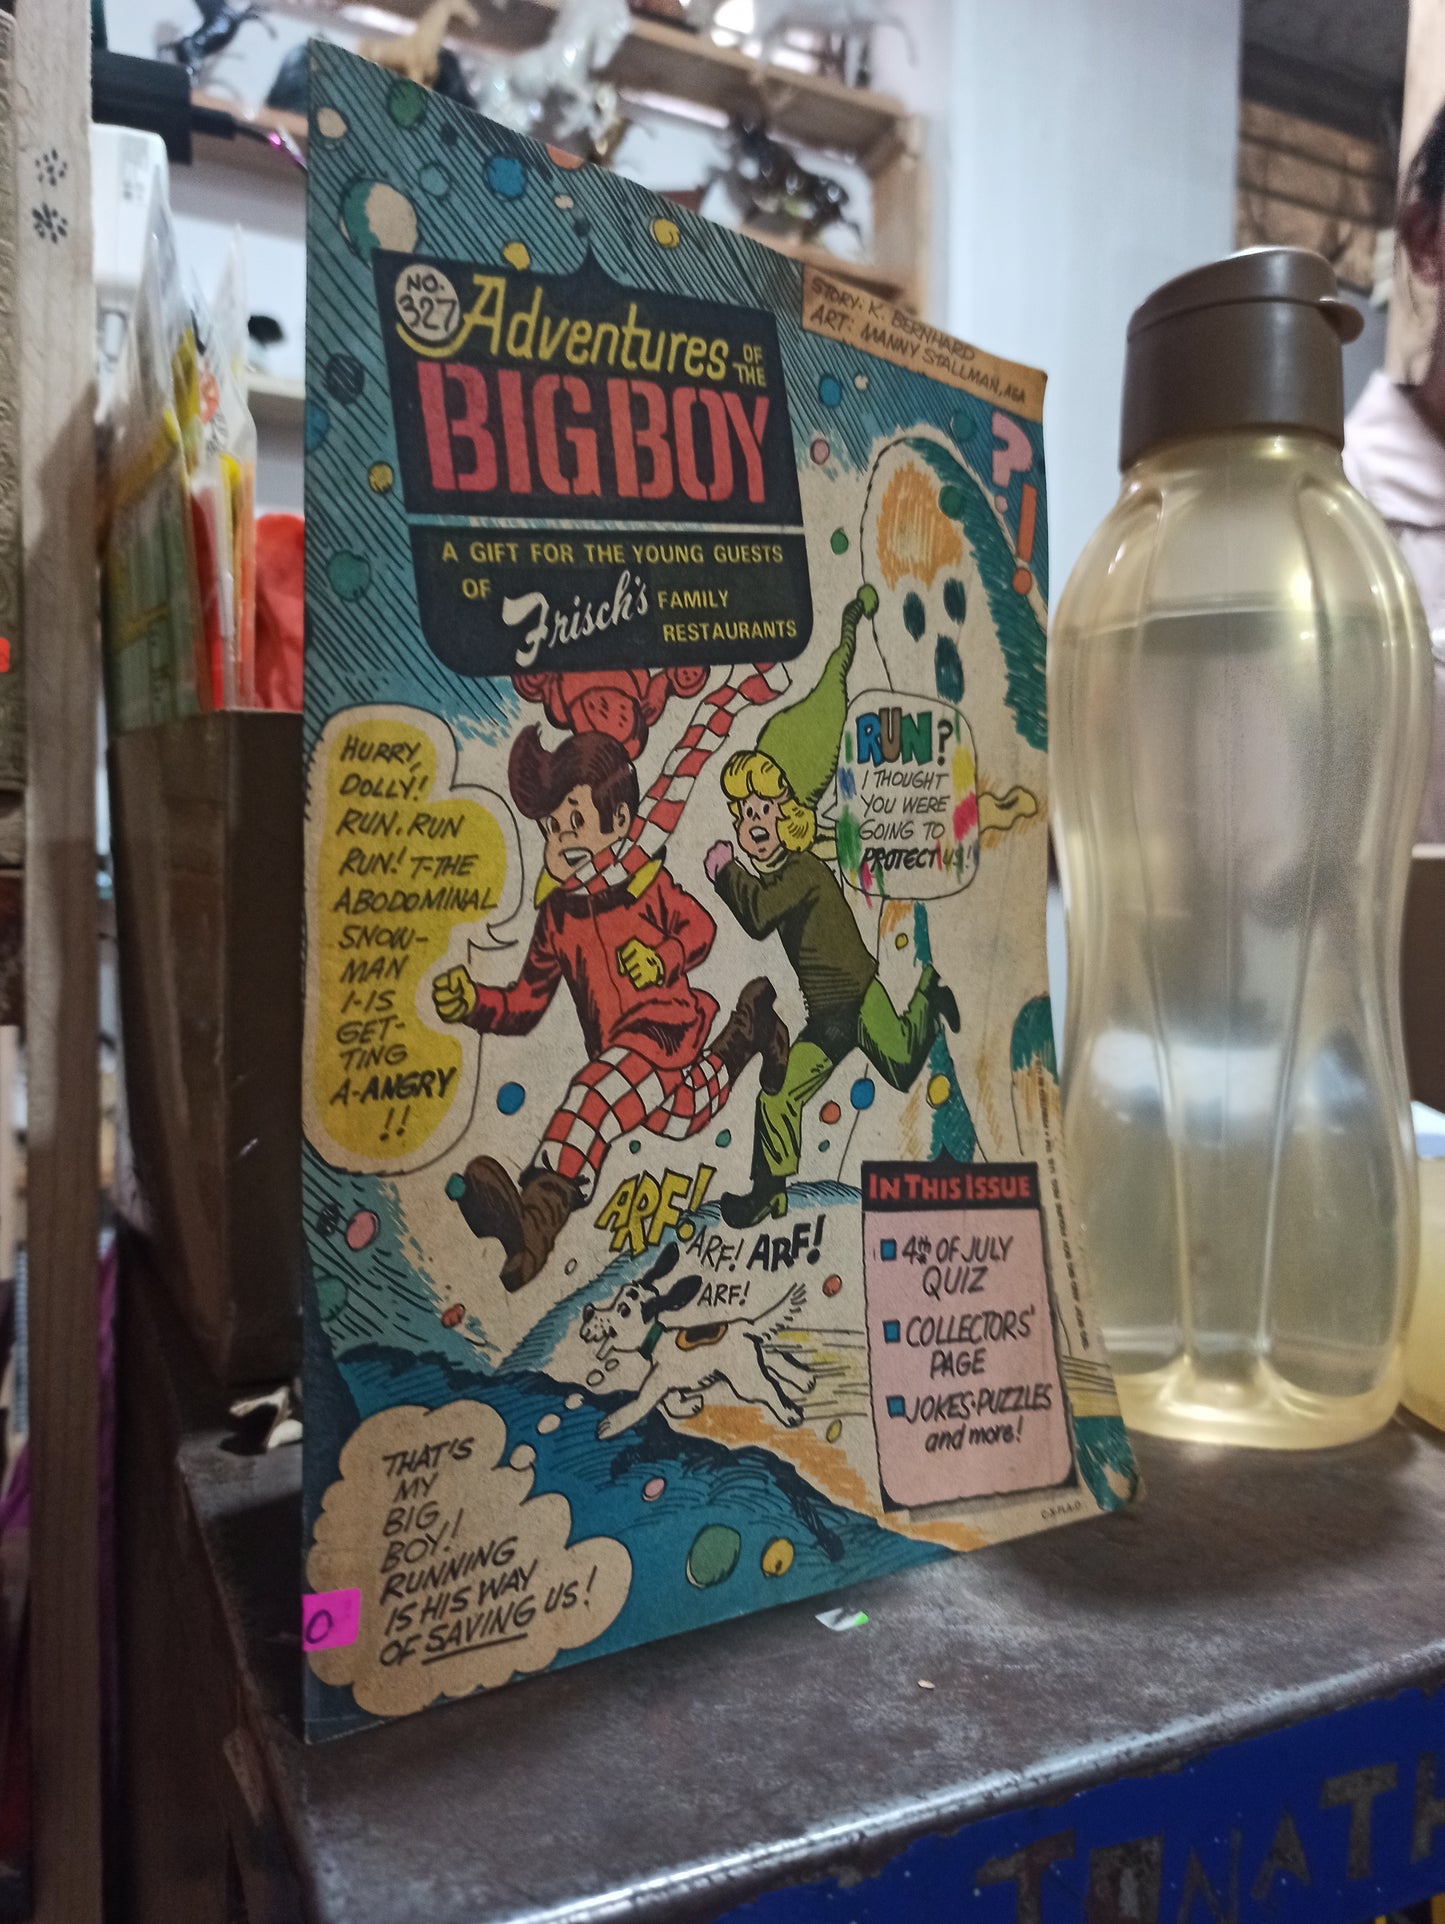 NO.
327
Adventures OF THE
BIG BOY
A GIFT FOR THE YOUNG GUESTS
OF Frisch's FAMILY
RESTAURANTS
STORY: K. BERNHARD
ART: MANNY STALLMAN, AGA
?!
HURRY,
DOLLY!
RUN, RUN
RUN! T-THE
ABODOMINAL
SNOW-
MAN
I-IS
GET-
TING
A-ANGRY
!!
RUN?
I THOUGHT
YOU WERE
GOING TO
PROTECT US!
ARF!
ARF! ARF!
ARF!
IN THIS ISSUE
4th OF JULY
QUIZ
COLLECTORS'
PAGE
JOKES·PUZZLES
and more!
THAT'S
MY
BIG
BOY!
RUNNING
IS HIS WAY
OF SAVING US!
O
TONATH